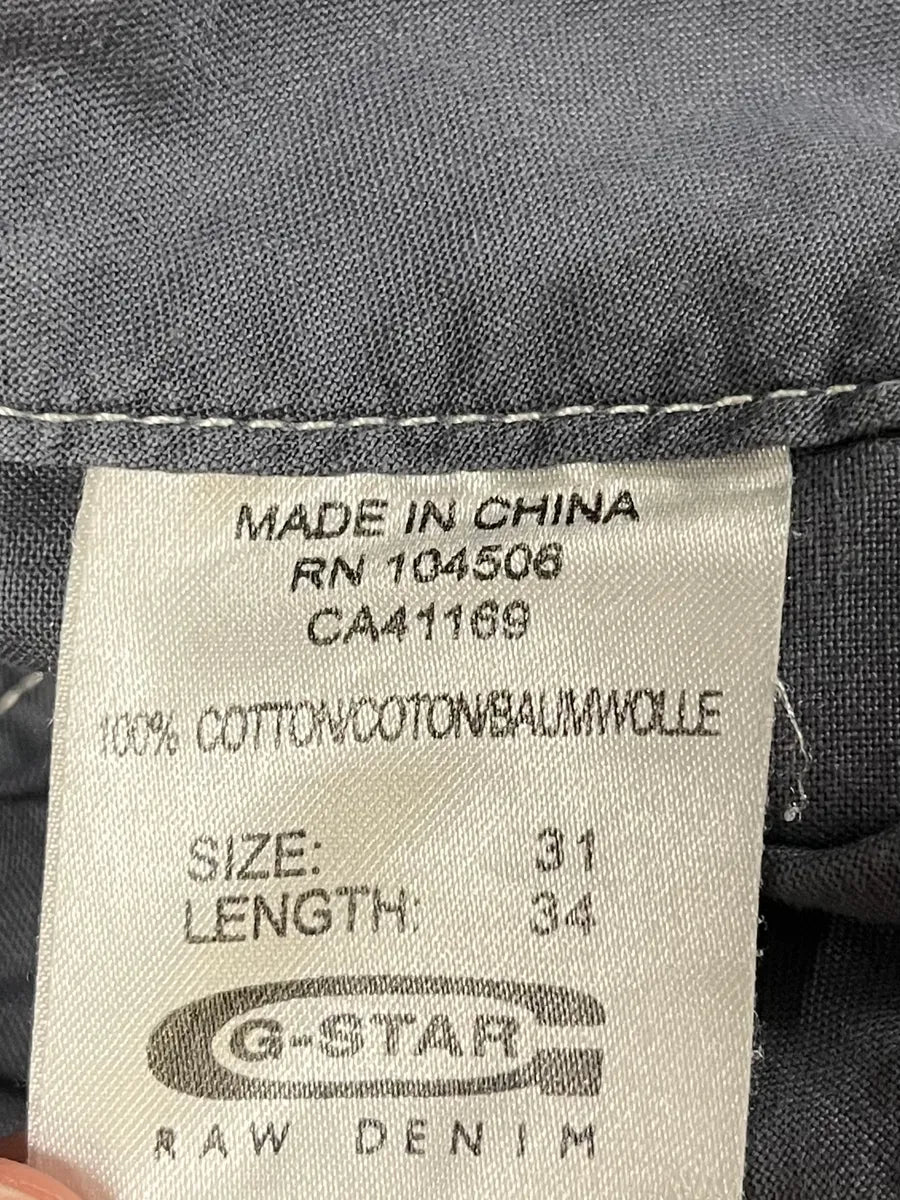 MADE IN CHINA
RN 104506
CA41169
100% COTTON/COTON/BAUMWOLLE
SIZE: 31
LENGTH: 34
G-STAR
RAW DENIM